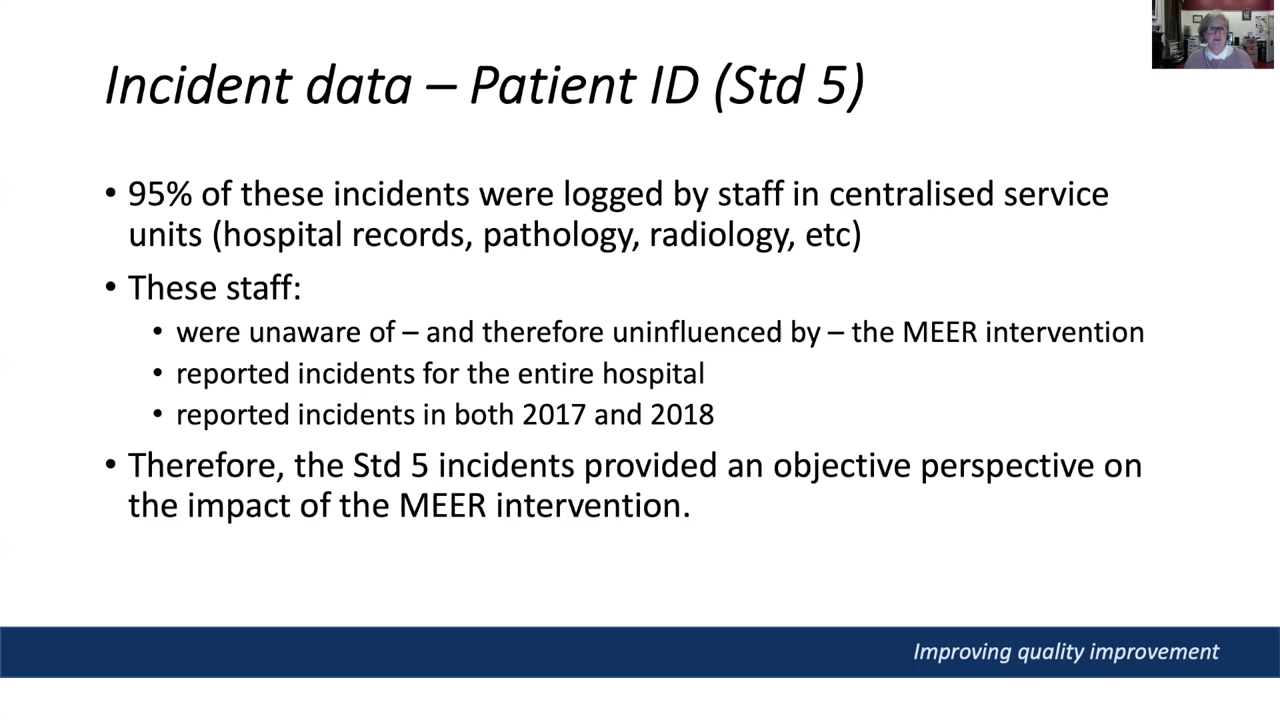 Incident data – Patient ID (Std 5)
• 95% of these incidents were logged by staff in centralised service
units (hospital records, pathology, radiology, etc)
• These staff:
• were unaware of – and therefore uninfluenced by – the MEER intervention
• reported incidents for the entire hospital
• reported incidents in both 2017 and 2018
• Therefore, the Std 5 incidents provided an objective perspective on
the impact of the MEER intervention.
Improving quality improvement